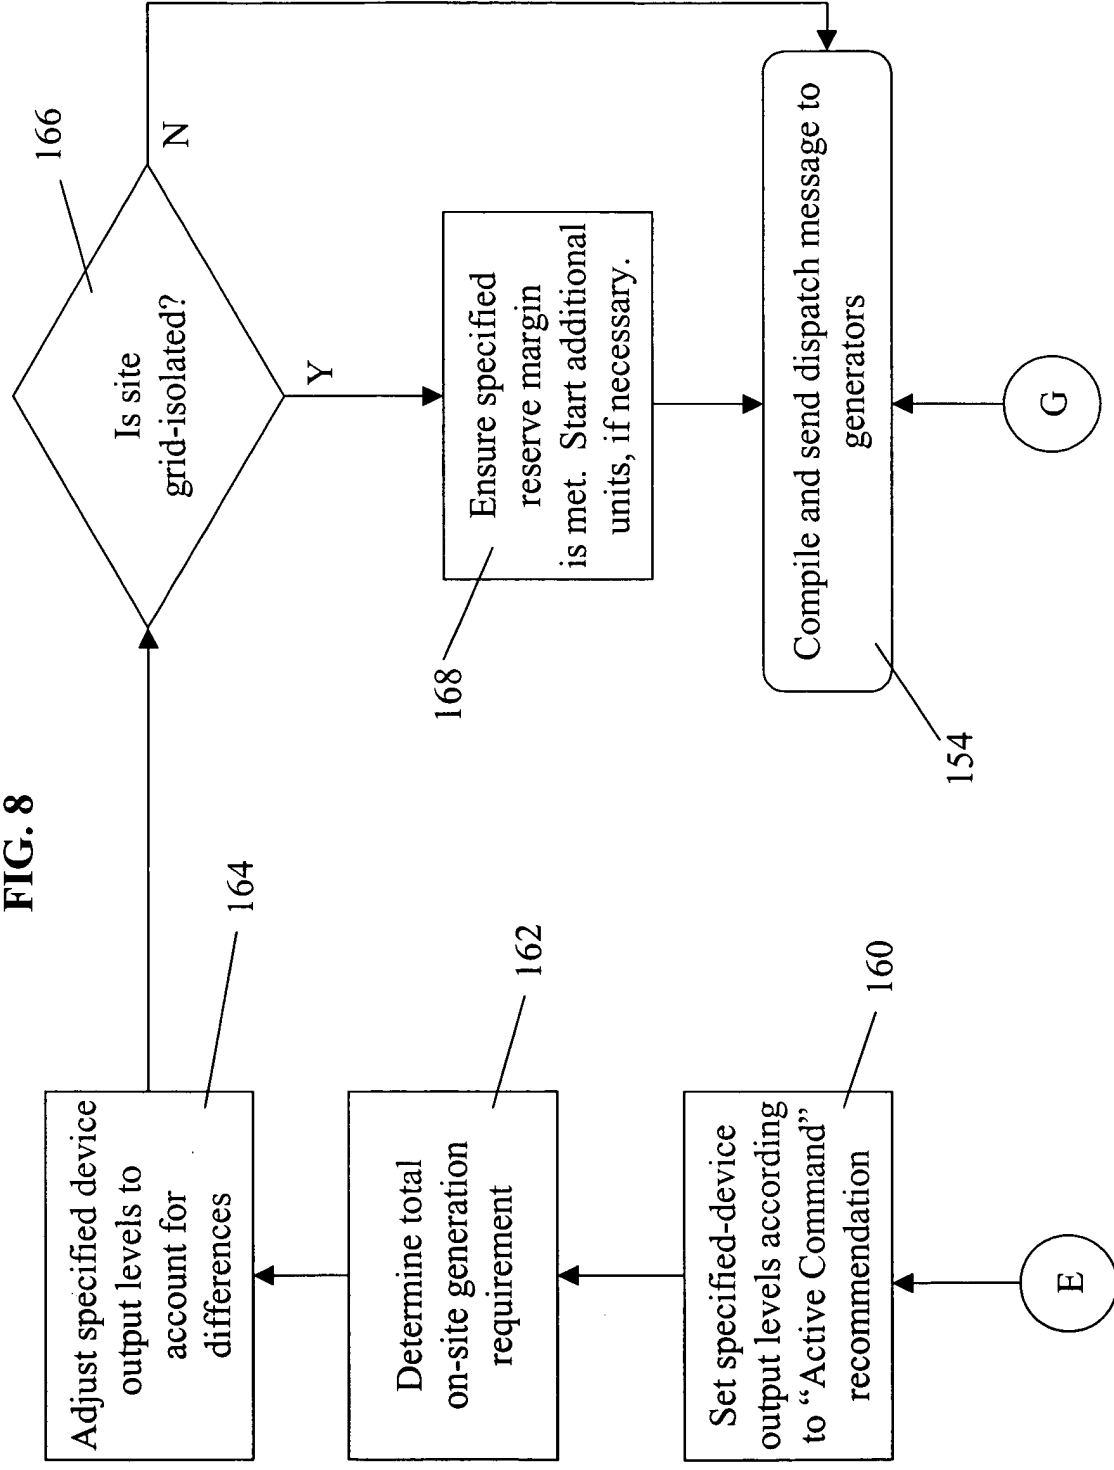 FIG. 8
Adjust specified device
output levels to
account for
differences
164
Determine total
on-site generation
requirement
162
Set specified-device
output levels according
to “Active Command”
recommendation
160
E
Is site
grid-isolated?
166
N
Y
Ensure specified
reserve margin
is met. Start additional
units, if necessary.
168
Compile and send dispatch message to
generators
154
G